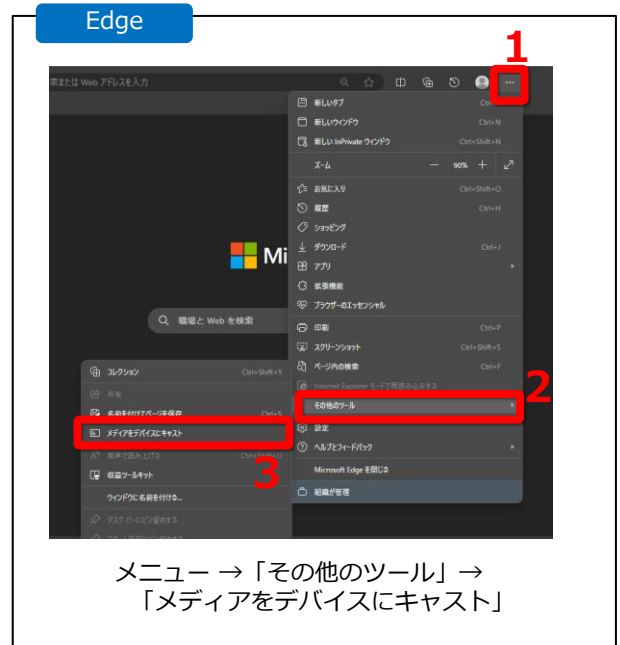 Edge
1
索または Web アドレスを入力
新しいタブ
新しいウィンドウ Ctrl+N
新しい InPrivate ウィンドウ Ctrl+Shift+N
ズーム — 90% +
お気に入り Ctrl+Shift+O
履歴 Ctrl+H
ショッピング
ダウンロード Ctrl+J
アプリ
拡張機能
ブラウザーのエッセンシャル
Mi
職場と Web を検索
印刷 Ctrl+P
スクリーンショット Ctrl+Shift+S
ページ内の検索 Ctrl+F
Internet Explorer モードで再読み込みする
その他のツール
2
設定
ヘルプとフィードバック
Microsoft Edge を閉じる
組織が管理
コレクション Ctrl+Shift+Y
共有
名前を付けてページを保存 Ctrl+S
メディアをデバイスにキャスト
音声で読み上げる Ctrl+Shift+U
3
収益ツールキット
ウィンドウに名前を付ける...
タスク バーにピン留めする
メニュー →「その他のツール」→
「メディアをデバイスにキャスト」